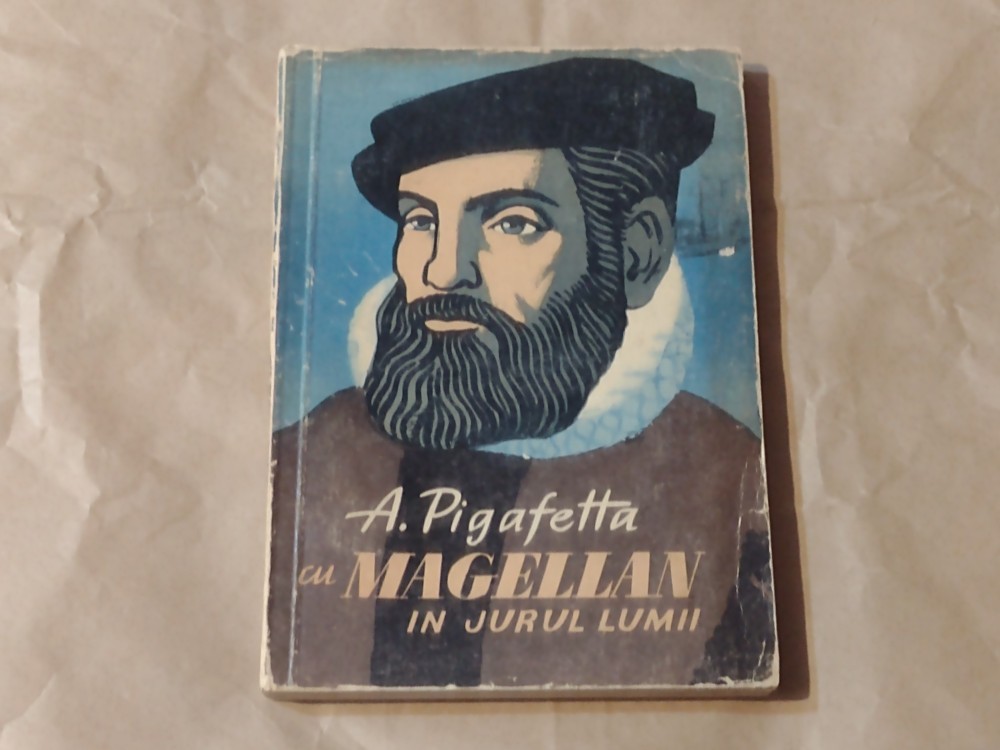 A. Pigafetta
cu MAGELLAN
IN JURUL LUMII